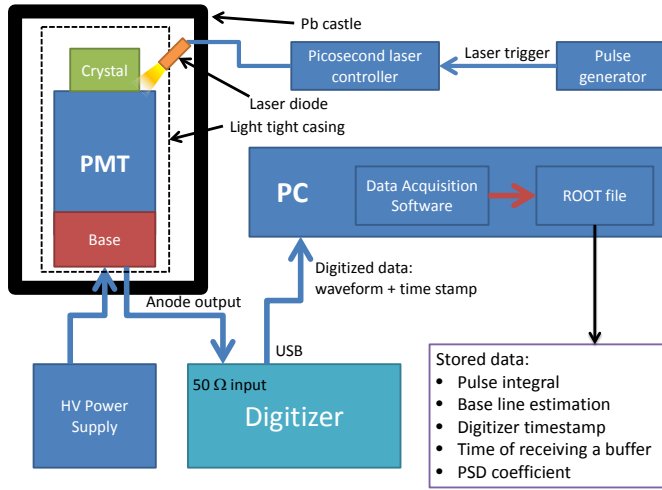 Pb castle
Crystal
Picosecond laser
controller
Laser trigger
Pulse
generator
Laser diode
Light tight casing
PMT
Base
PC
Data Acquisition
Software
ROOT file
Digitized data:
waveform + time stamp
Anode output
USB
HV Power
Supply
50 Ω input
Digitizer
Stored data:
• Pulse integral
• Base line estimation
• Digitizer timestamp
• Time of receiving a buffer
• PSD coefficient